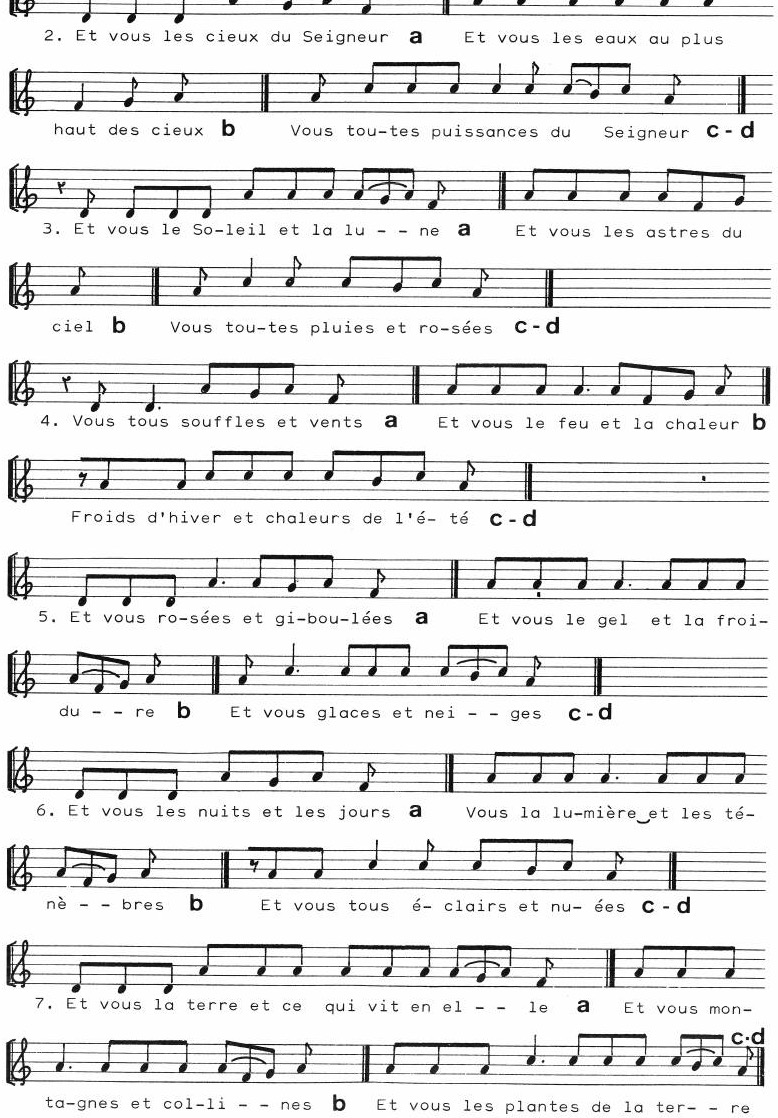 2. Et vous les cieux du Seigneur a Et vous les eaux au plus
haut des cieux b Vous tou-tes puissances du Seigneur c - d
3. Et vous le So-leil et la lu - - ne a Et vous les astres du
ciel b Vous tou-tes pluies et ro-sées c - d
4. Vous tous souffles et vents a Et vous le feu et la chaleur b
Froids d'hiver et chaleurs de l'é- té c - d
5. Et vous ro-sées et gi-bou-lées a Et vous le gel et la froi-
du - - re b Et vous glaces et nei - - ges c - d
6. Et vous les nuits et les jours a Vous la lu-mière‿et les té-
nè - - bres b Et vous tous é- clairs et nu- ées c - d
7. Et vous la terre et ce qui vit en el - - le a Et vous mon-
c-d
ta-gnes et col-li - - nes b Et vous les plantes de la ter- - re